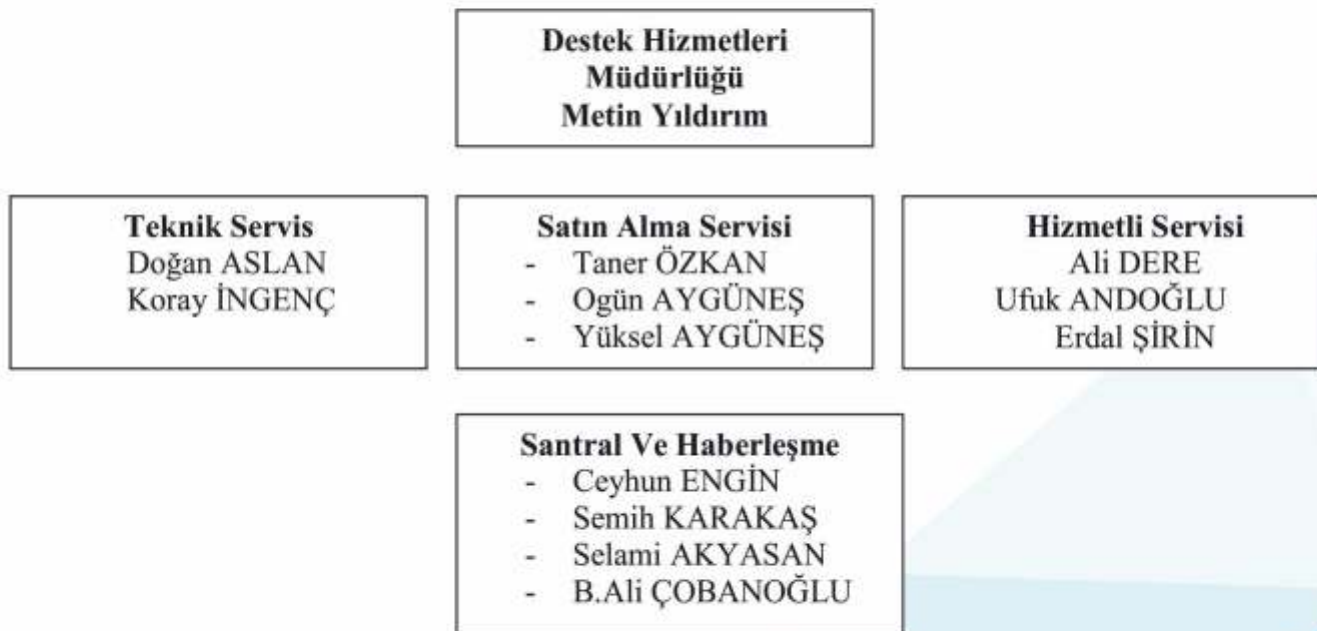 Destek Hizmetleri
Müdürlüğü
Metin Yıldırım
Teknik Servis
Doğan ASLAN
Koray İNGENÇ
Satın Alma Servisi
- Taner ÖZKAN
- Ogün AYGÜNEŞ
- Yüksel AYGÜNEŞ
Hizmetli Servisi
Ali DERE
Ufuk ANDOĞLU
Erdal ŞİRİN
Santral Ve Haberleşme
- Ceyhun ENGİN
- Semih KARAKAŞ
- Selami AKYASAN
- B.Ali ÇOBANOĞLU